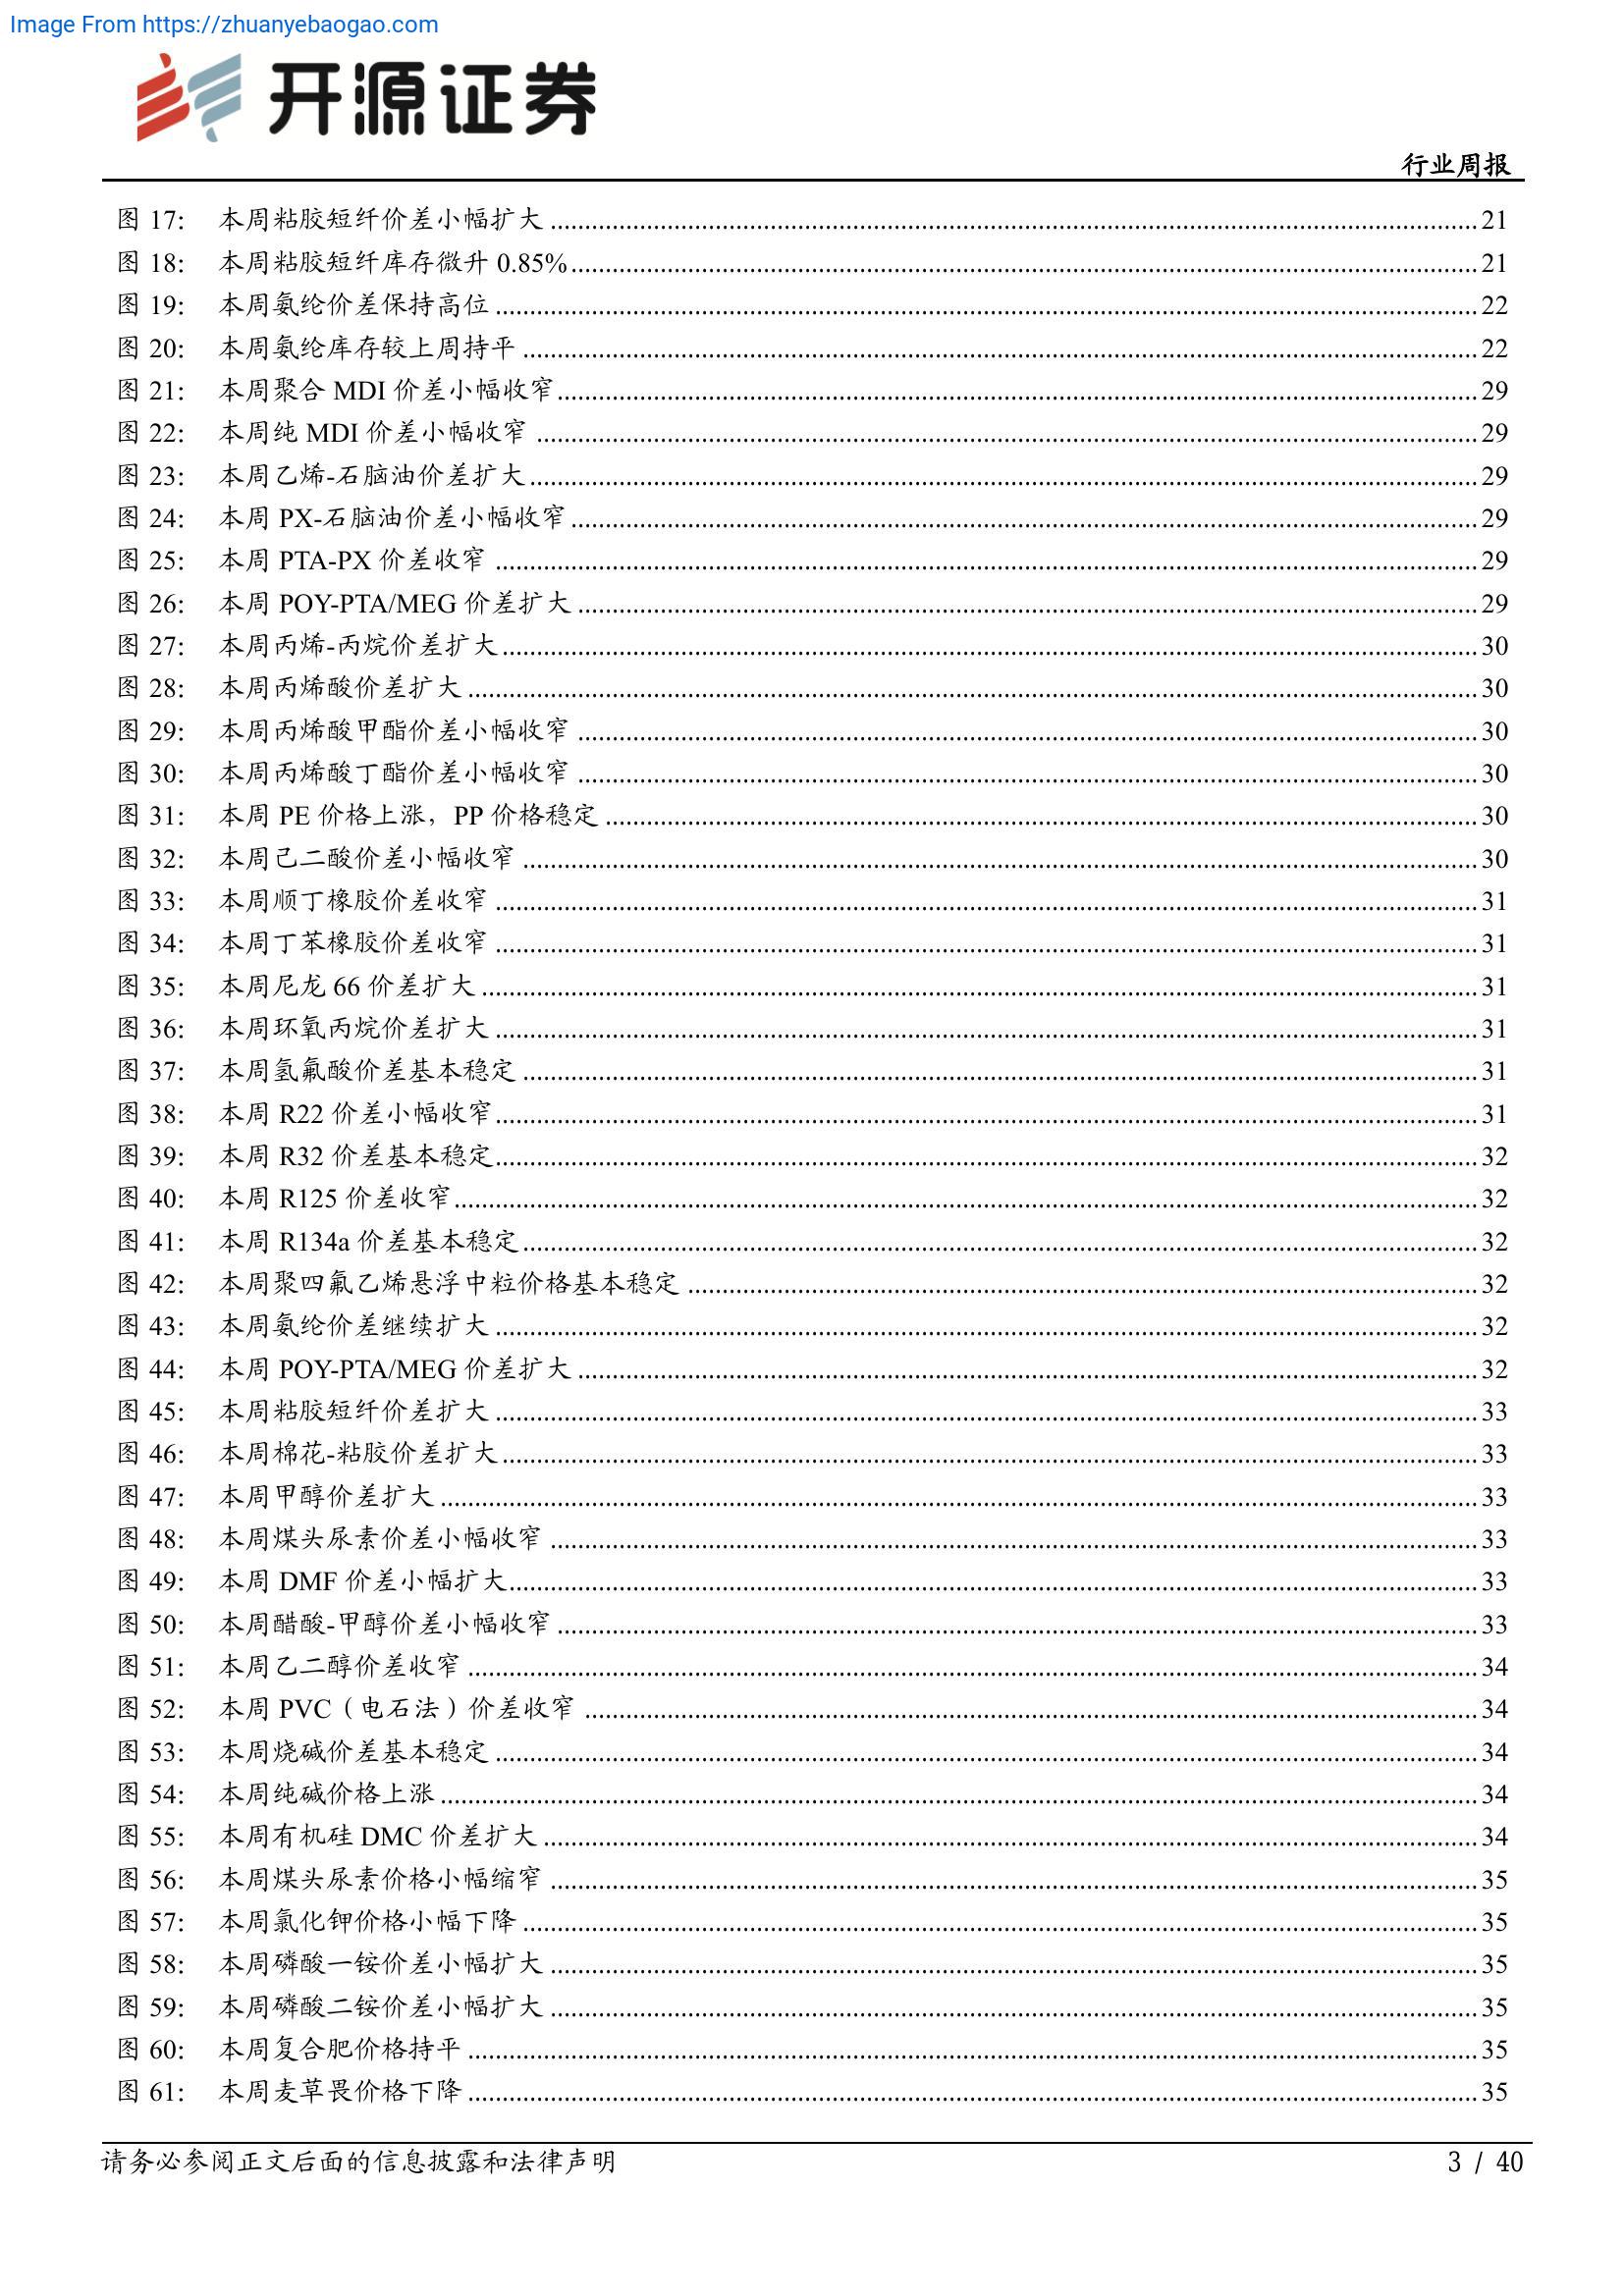 Image From https://zhuanyebaogao.com
开源证券
行业周报
图 17： 本周粘胶短纤价差小幅扩大 21
图 18： 本周粘胶短纤库存微升 0.85% 21
图 19： 本周氨纶价差保持高位 22
图 20： 本周氨纶库存较上周持平 22
图 21： 本周聚合 MDI 价差小幅收窄 29
图 22： 本周纯 MDI 价差小幅收窄 29
图 23： 本周乙烯-石脑油价差扩大 29
图 24： 本周 PX-石脑油价差小幅收窄 29
图 25： 本周 PTA-PX 价差收窄 29
图 26： 本周 POY-PTA/MEG 价差扩大 29
图 27： 本周丙烯-丙烷价差扩大 30
图 28： 本周丙烯酸价差扩大 30
图 29： 本周丙烯酸甲酯价差小幅收窄 30
图 30： 本周丙烯酸丁酯价差小幅收窄 30
图 31： 本周 PE 价格上涨，PP 价格稳定 30
图 32： 本周己二酸价差小幅收窄 30
图 33： 本周顺丁橡胶价差收窄 31
图 34： 本周丁苯橡胶价差收窄 31
图 35： 本周尼龙 66 价差扩大 31
图 36： 本周环氧丙烷价差扩大 31
图 37： 本周氢氟酸价差基本稳定 31
图 38： 本周 R22 价差小幅收窄 31
图 39： 本周 R32 价差基本稳定 32
图 40： 本周 R125 价差收窄 32
图 41： 本周 R134a 价差基本稳定 32
图 42： 本周聚四氟乙烯悬浮中粒价格基本稳定 32
图 43： 本周氨纶价差继续扩大 32
图 44： 本周 POY-PTA/MEG 价差扩大 32
图 45： 本周粘胶短纤价差扩大 33
图 46： 本周棉花-粘胶价差扩大 33
图 47： 本周甲醇价差扩大 33
图 48： 本周煤头尿素价差小幅收窄 33
图 49： 本周 DMF 价差小幅扩大 33
图 50： 本周醋酸-甲醇价差小幅收窄 33
图 51： 本周乙二醇价差收窄 34
图 52： 本周 PVC（电石法）价差收窄 34
图 53： 本周烧碱价差基本稳定 34
图 54： 本周纯碱价格上涨 34
图 55： 本周有机硅 DMC 价差扩大 34
图 56： 本周煤头尿素价格小幅缩窄 35
图 57： 本周氯化钾价格小幅下降 35
图 58： 本周磷酸一铵价差小幅扩大 35
图 59： 本周磷酸二铵价差小幅扩大 35
图 60： 本周复合肥价格持平 35
图 61： 本周麦草畏价格下降 35
请务必参阅正文后面的信息披露和法律声明
3 / 40